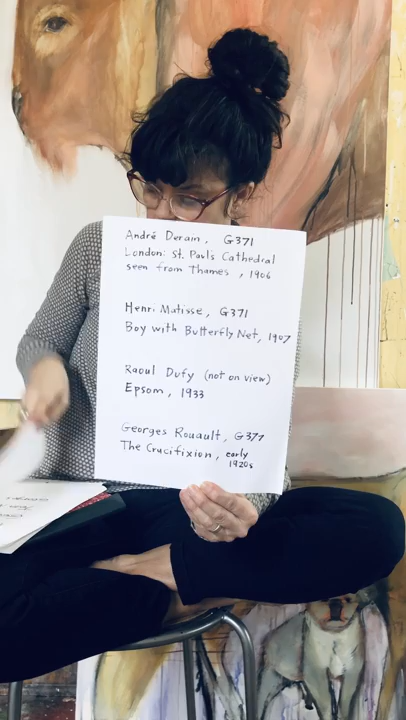 André Derain, G371
London: St. Paul's Cathedral
seen from Thames, 1906
Henri Matisse, G371
Boy with Butterfly Net, 1907
Raoul Dufy (not on view)
Epsom, 1933
Georges Rouault, G377
The Crucifixion, early
1920s